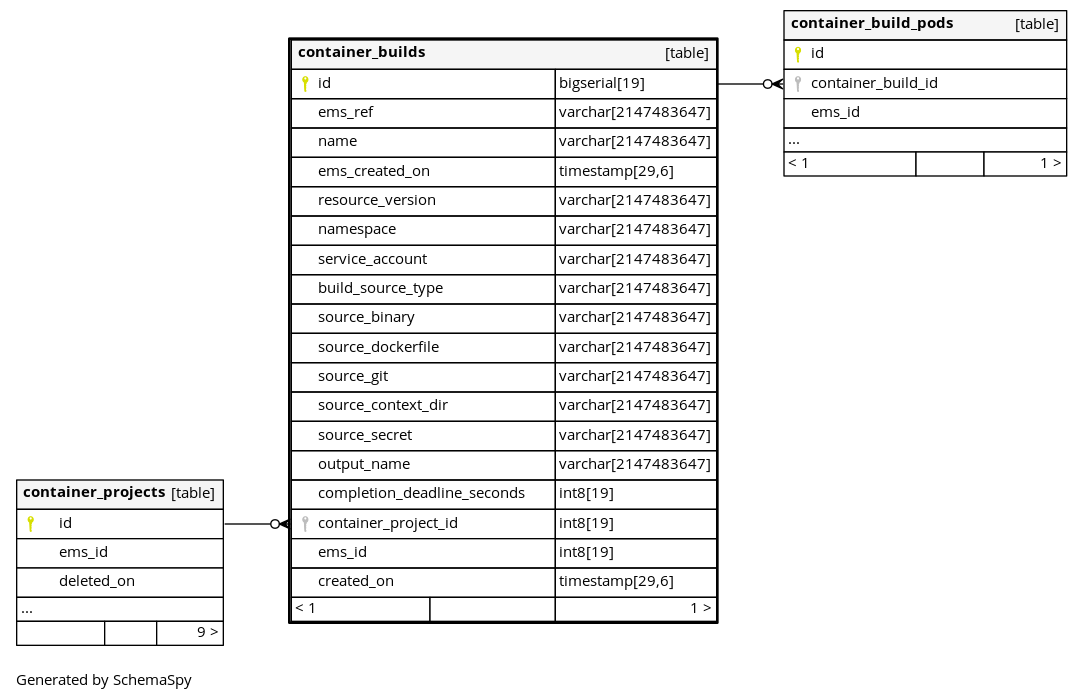 container_build_pods [table]
id
container_build_id
ems_id
...
< 1 1 >
container_builds [table]
id bigserial[19]
ems_ref varchar[2147483647]
name varchar[2147483647]
ems_created_on timestamp[29,6]
resource_version varchar[2147483647]
namespace varchar[2147483647]
service_account varchar[2147483647]
build_source_type varchar[2147483647]
source_binary varchar[2147483647]
source_dockerfile varchar[2147483647]
source_git varchar[2147483647]
source_context_dir varchar[2147483647]
source_secret varchar[2147483647]
output_name varchar[2147483647]
completion_deadline_seconds int8[19]
container_project_id int8[19]
ems_id int8[19]
created_on timestamp[29,6]
< 1 1 >
container_projects [table]
id
ems_id
deleted_on
...
9 >
Generated by SchemaSpy